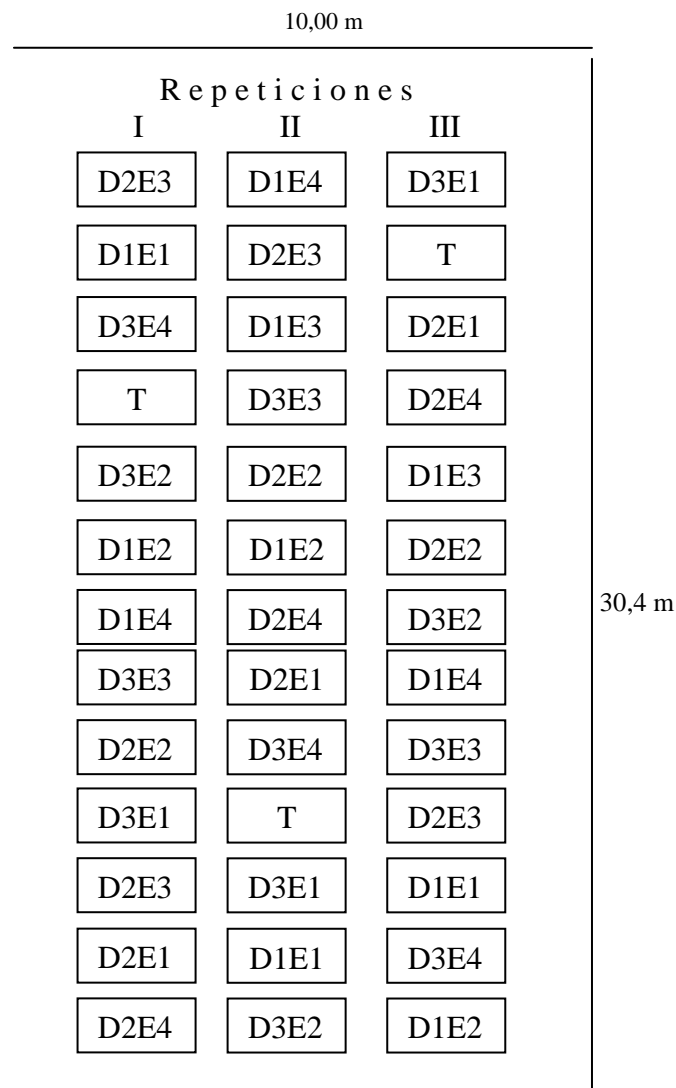 10,00 m
R e p e t i c i o n e s
I II III
D2E3 D1E4 D3E1
D1E1 D2E3 T
D3E4 D1E3 D2E1
T D3E3 D2E4
D3E2 D2E2 D1E3
D1E2 D1E2 D2E2
30,4 m
D1E4 D2E4 D3E2
D3E3 D2E1 D1E4
D2E2 D3E4 D3E3
D3E1 T D2E3
D2E3 D3E1 D1E1
D2E1 D1E1 D3E4
D2E4 D3E2 D1E2